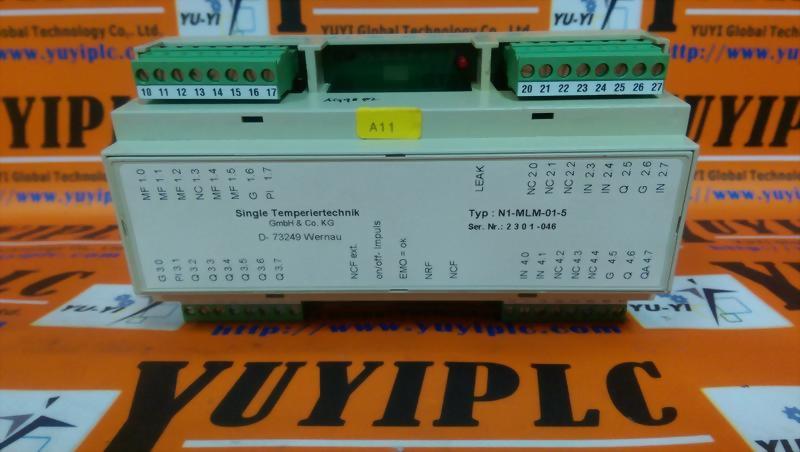 YUYI Global Technology Co., Ltd.
http://www.yuyiplc.com
YUYIPLC
YU-YI
10 11 12 13 14 15 16 17
20 21 22 23 24 25 26 27
A11
MF 1.0
MF 1.1
MF 1.2
NC 1.3
MF 1.4
MF 1.5
G 1.6
PI 1.7
LEAK
NC 2.0
NC 2.1
NC 2.2
IN 2.3
IN 2.4
Q 2.5
G 2.6
IN 2.7
Single Temperiertechnik
GmbH & Co. KG
D- 73249 Wernau
Typ : N1-MLM-01-5
Ser. Nr.: 2 3 0 1 -046
G 3.0
PI 3.1
Q 3.2
Q 3.3
Q 3.4
Q 3.5
Q 3.6
Q 3.7
NCF ext.
on/off- Impuls
EMO = ok
NRF
NCF
IN 4.0
IN 4.1
NC 4.2
NC 4.3
NC 4.4
G 4.5
Q 4.6
QA 4.7
http://www.yuyiplc.com
YU-YI
YUYIPLC